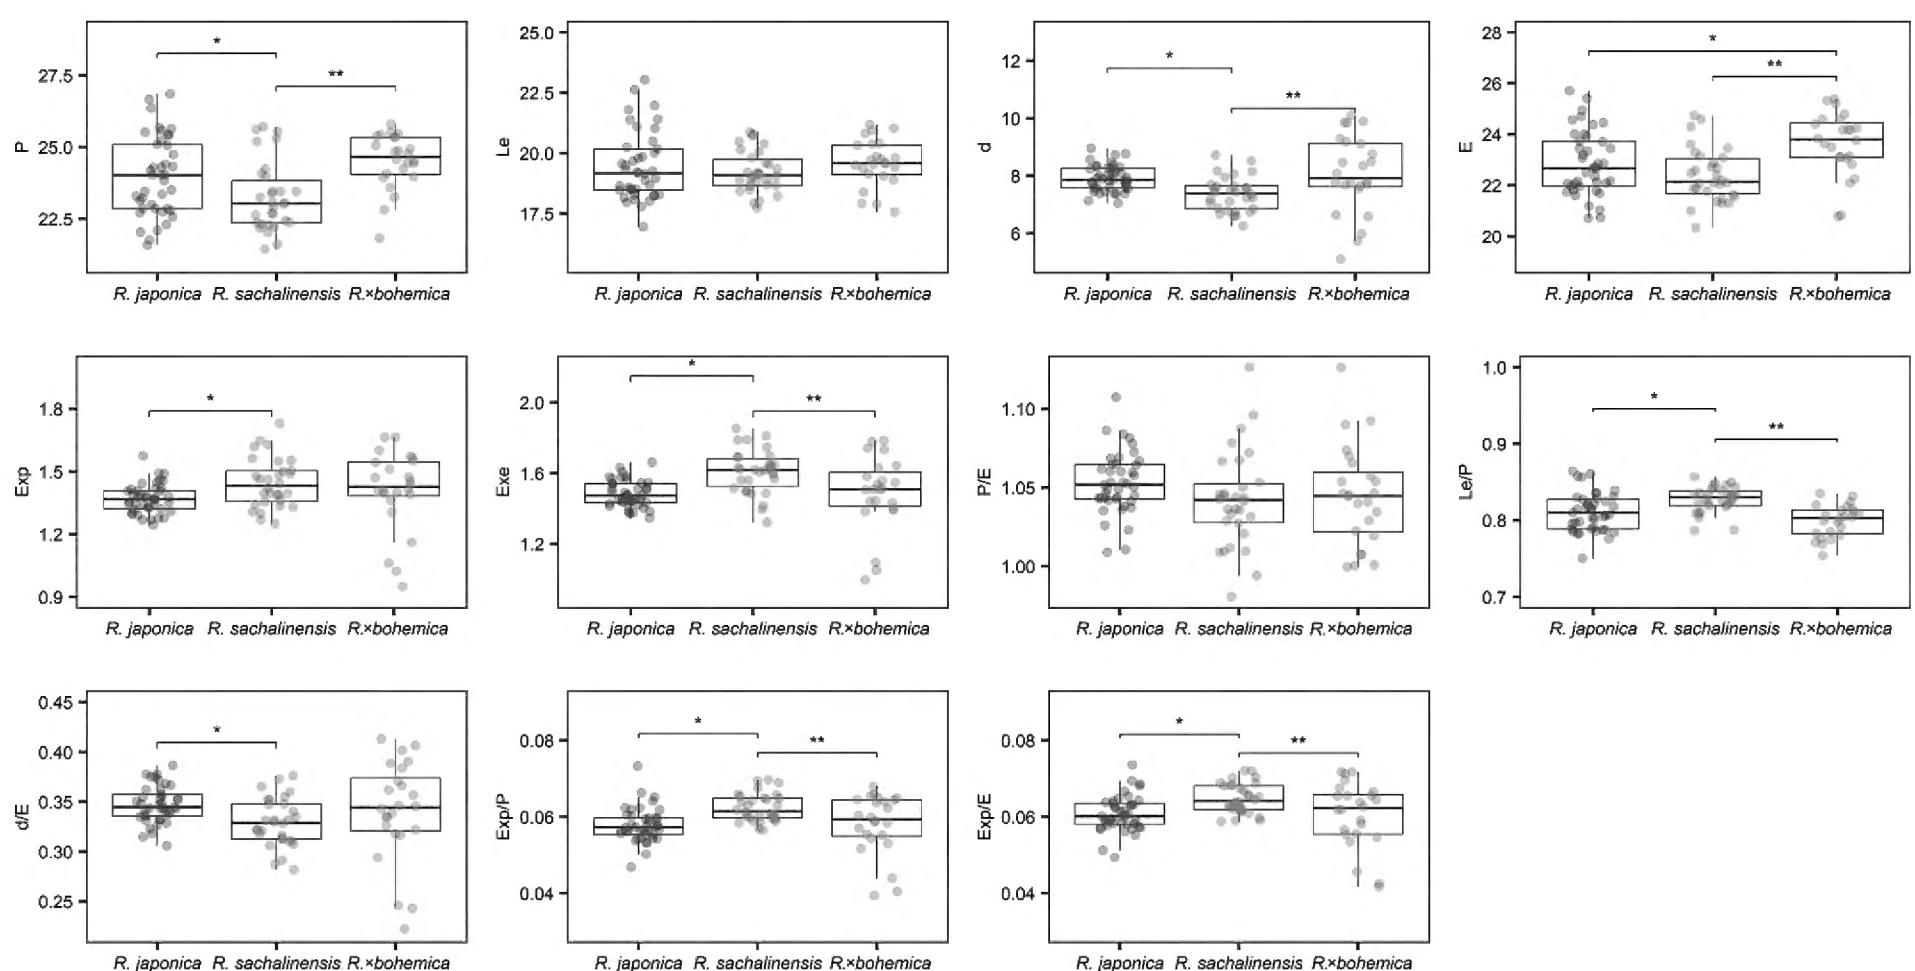 * ** P 27.5 25.0 22.5
R. japonica R. sachalinensis R.×bohemica
Le 25.0 22.5 20.0 17.5
R. japonica R. sachalinensis R.×bohemica
* ** d 12 10 8 6
R. japonica R. sachalinensis R.×bohemica
* ** E 28 26 24 22 20
R. japonica R. sachalinensis R.×bohemica
* Exp 1.8 1.5 1.2 0.9
R. japonica R. sachalinensis R.×bohemica
* ** Exe 2.0 1.6 1.2
R. japonica R. sachalinensis R.×bohemica
P/E 1.10 1.05 1.00
R. japonica R. sachalinensis R.×bohemica
* ** Le/P 1.0 0.9 0.8 0.7
R. japonica R. sachalinensis R.×bohemica
* d/E 0.45 0.40 0.35 0.30 0.25
R. japonica R. sachalinensis R.×bohemica
* ** Exp/P 0.08 0.06 0.04
R. japonica R. sachalinensis R.×bohemica
* ** Exp/E 0.08 0.06 0.04
R. japonica R. sachalinensis R.×bohemica